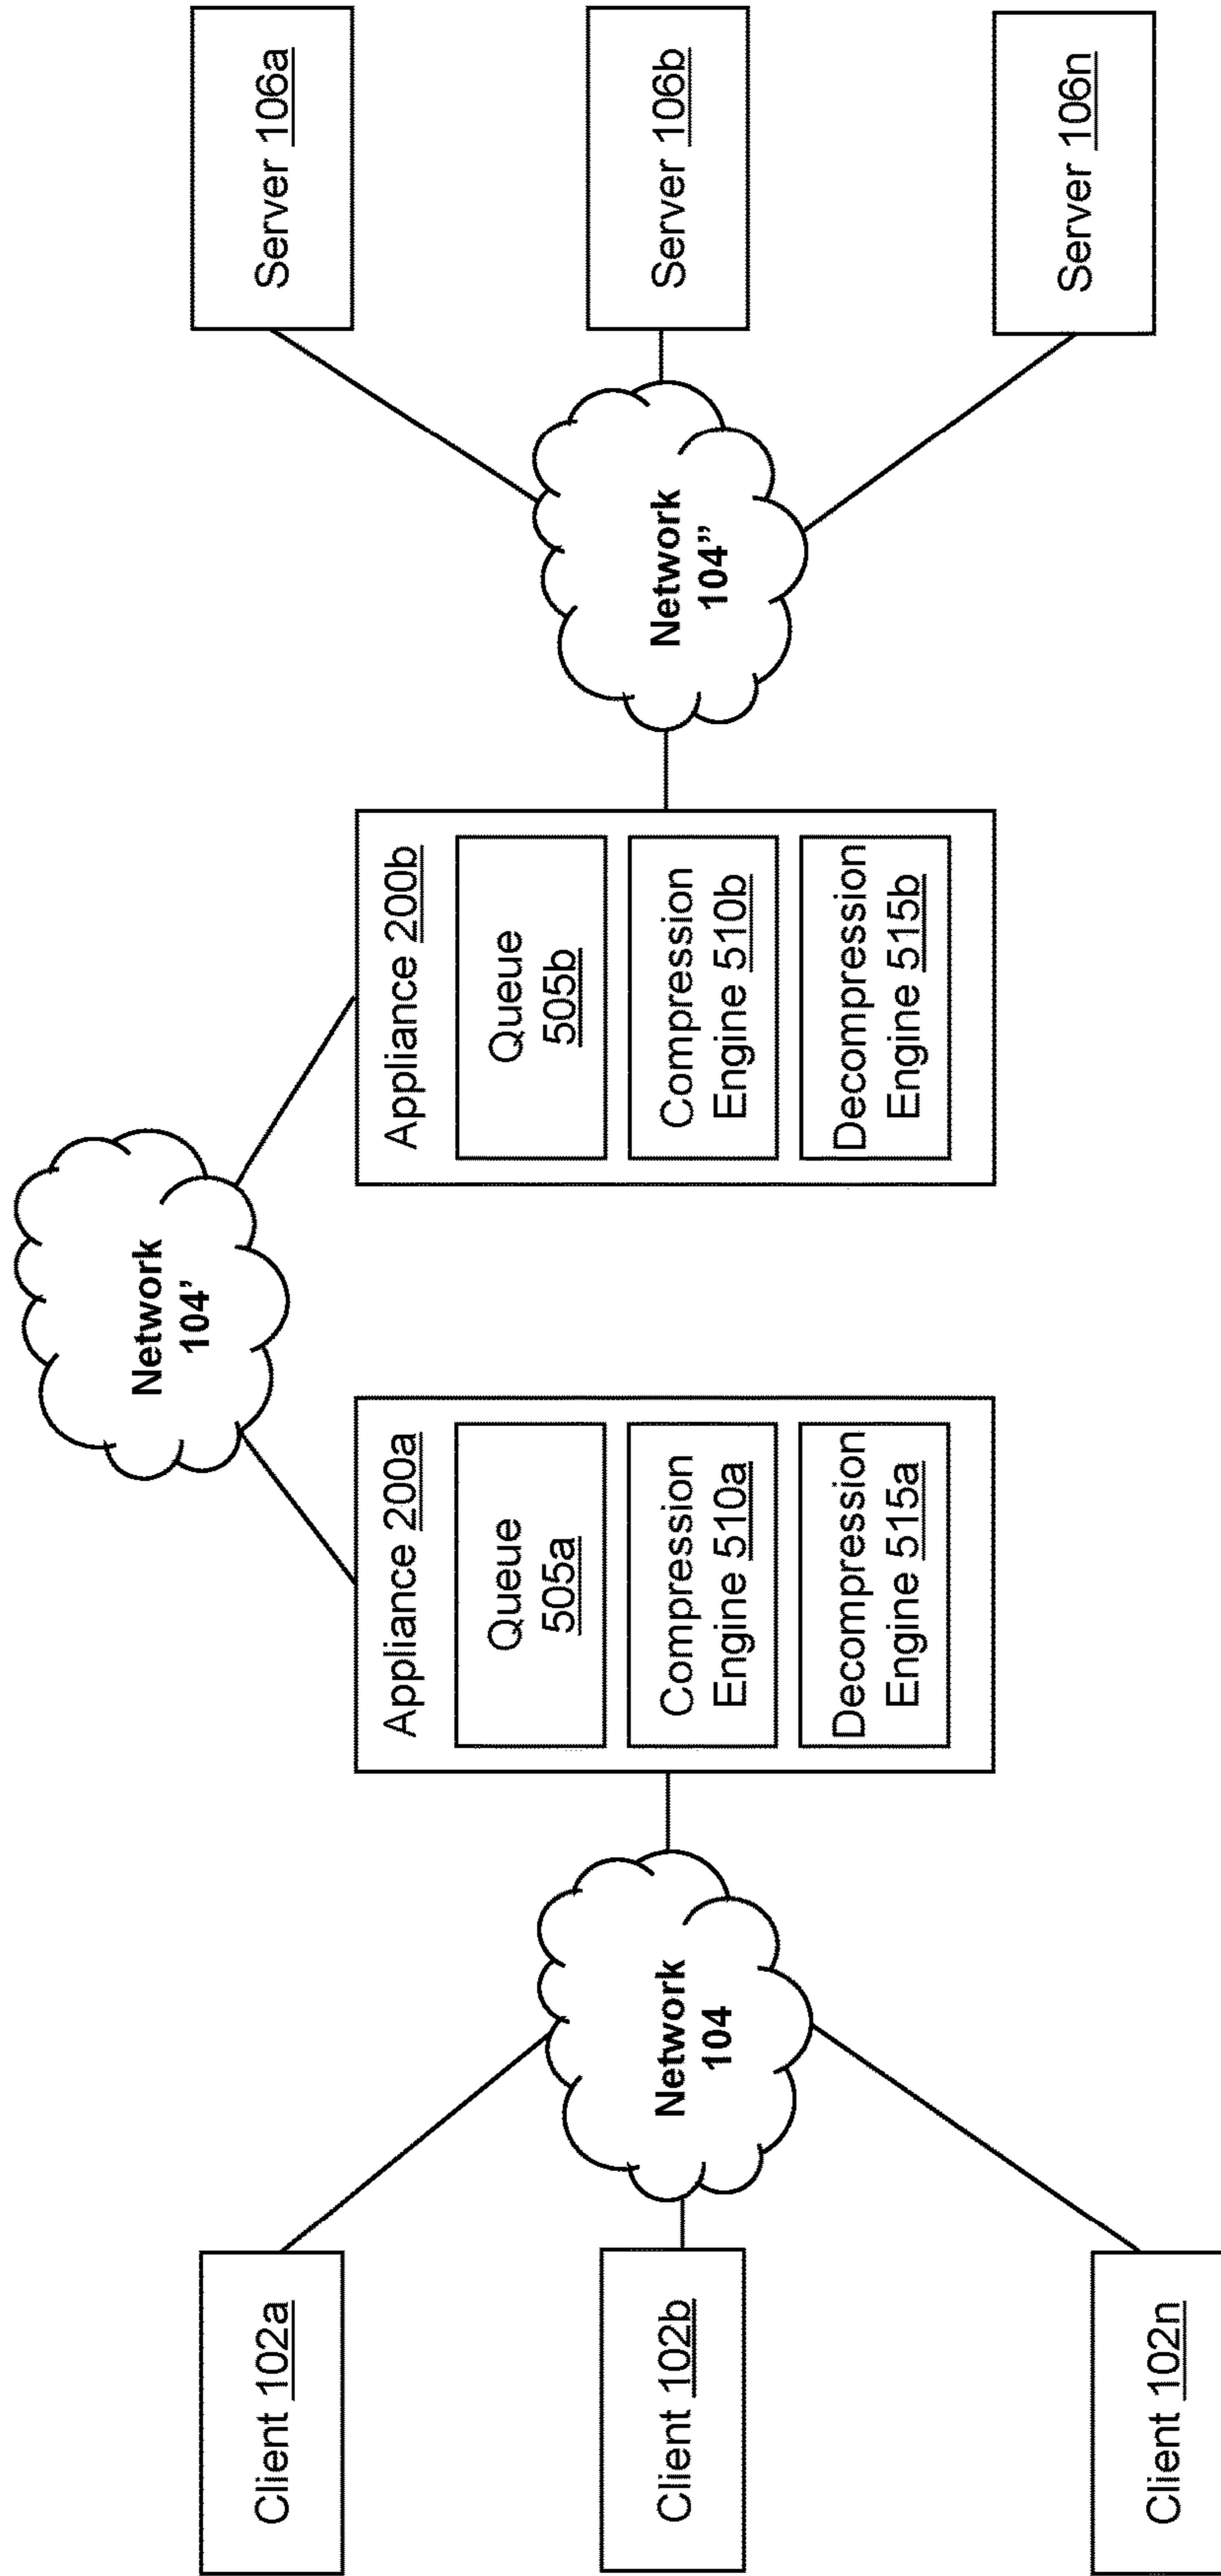 Client 102a
Client 102b
Client 102n
Network
104
Appliance 200a
Queue
505a
Compression
Engine 510a
Decompression
Engine 515a
Network
104'
Appliance 200b
Queue
505b
Compression
Engine 510b
Decompression
Engine 515b
Network
104”
Server 106a
Server 106b
Server 106n